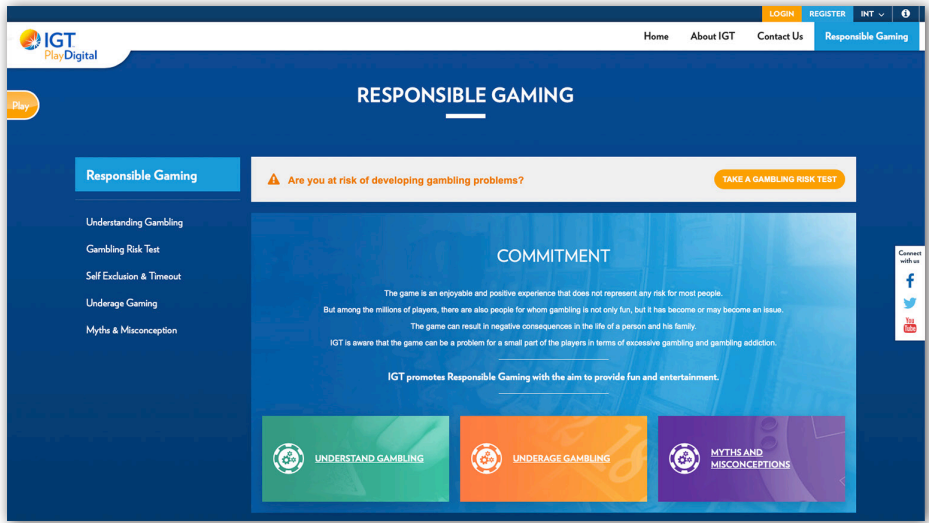 LOGIN REGISTER INT
IGT
PlayDigital
Home About IGT Contact Us Responsible Gaming
Play
RESPONSIBLE GAMING
Responsible Gaming
Are you at risk of developing gambling problems? TAKE A GAMBLING RISK TEST
Understanding Gambling
Gambling Risk Test
Self Exclusion & Timeout
Underage Gaming
Myths & Misconception
COMMITMENT
The game is an enjoyable and positive experience that does not represent any risk for most people.
But among the millions of players, there are also people for whom gambling is not only fun, but it has become or may become an issue.
The game can result in negative consequences in the life of a person and his family.
IGT is aware that the game can be a problem for a small part of the players in terms of excessive gambling and gambling addiction.
IGT promotes Responsible Gaming with the aim to provide fun and entertainment.
UNDERSTAND GAMBLING
UNDERAGE GAMBLING
MYTHS AND
MISCONCEPTIONS
Connect
with us
You
Tube